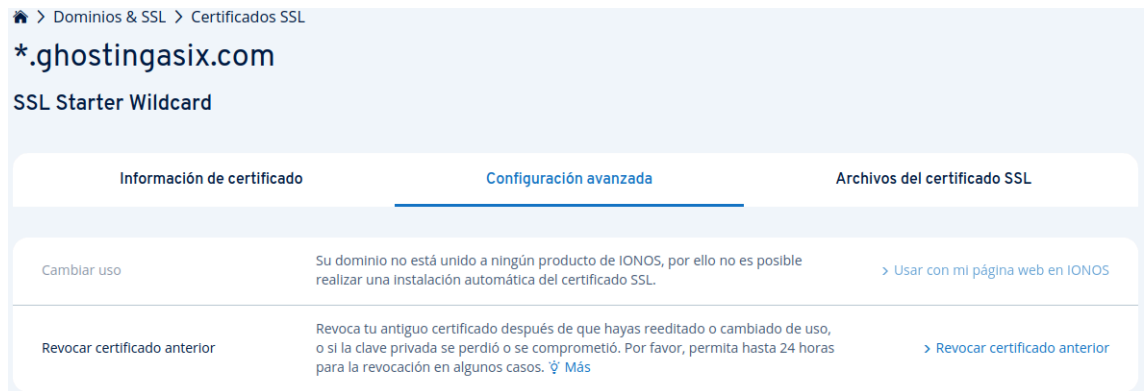 Dominios & SSL > Certificados SSL
*.ghostingasix.com
SSL Starter Wildcard
Información de certificado
Configuración avanzada
Archivos del certificado SSL
Cambiar uso
Su dominio no está unido a ningún producto de IONOS, por ello no es posible
realizar una instalación automática del certificado SSL.
> Usar con mi página web en IONOS
Revocar certificado anterior
Revoca tu antiguo certificado después de que hayas reeditado o cambiado de uso,
o si la clave privada se perdió o se comprometió. Por favor, permita hasta 24 horas
para la revocación en algunos casos. Más
> Revocar certificado anterior